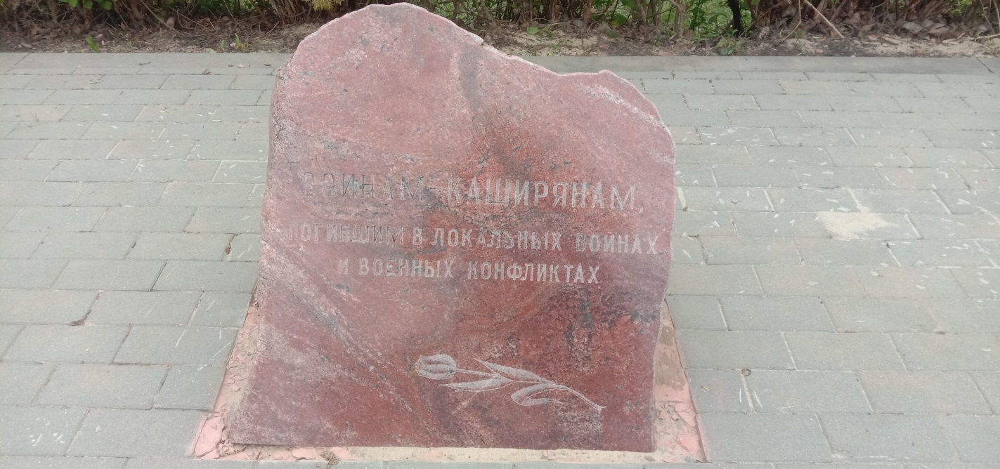 ВОИНАМ-КАШИРЯНАМ
ПОГИБШИМ В ЛОКАЛЬНЫХ ВОЙНАХ
И ВОЕННЫХ КОНФЛИКТАХ